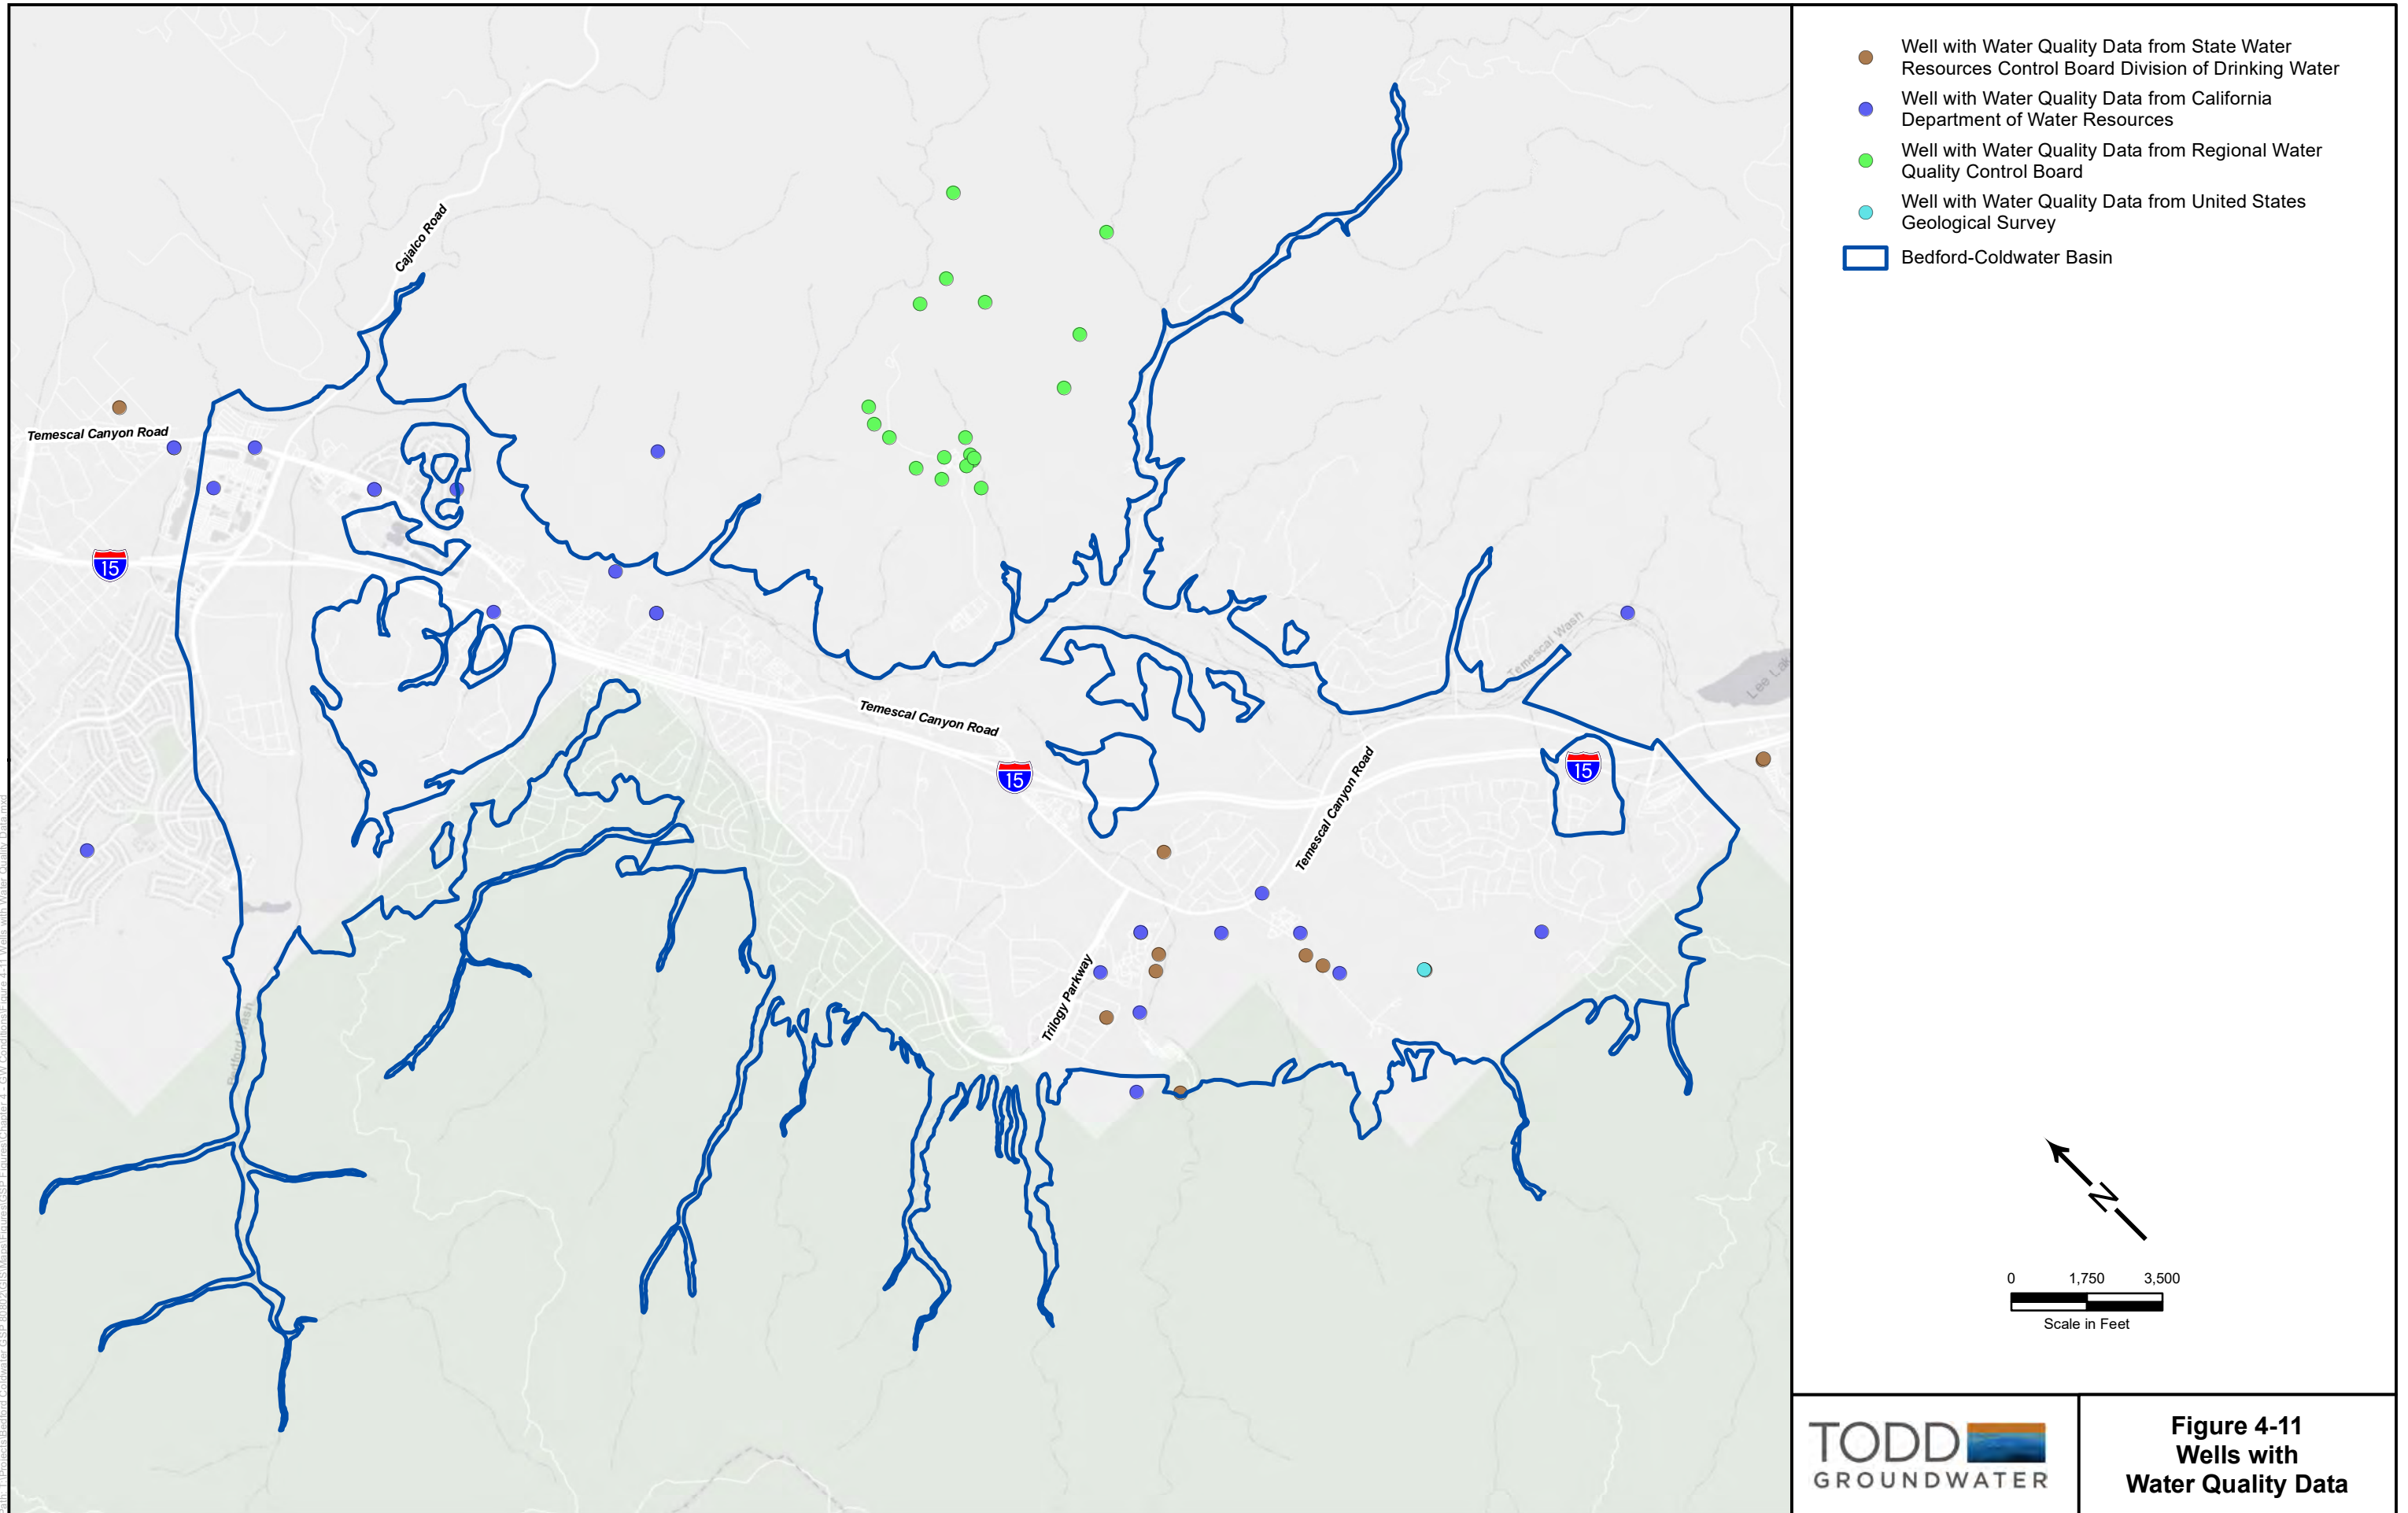 Well with Water Quality Data from State Water
Resources Control Board Division of Drinking Water
Well with Water Quality Data from California
Department of Water Resources
Well with Water Quality Data from Regional Water
Quality Control Board
Well with Water Quality Data from United States
Geological Survey
Bedford-Coldwater Basin
Cajalco Road
Temescal Canyon Road
15
Temescal Wash
Lee La
Temescal Canyon Road
15
15
Temescal Canyon Road
Trilogy Parkway
Bedford Wash
N
0 1,750 3,500
Scale in Feet
TODD
GROUNDWATER
Figure 4-11
Wells with
Water Quality Data